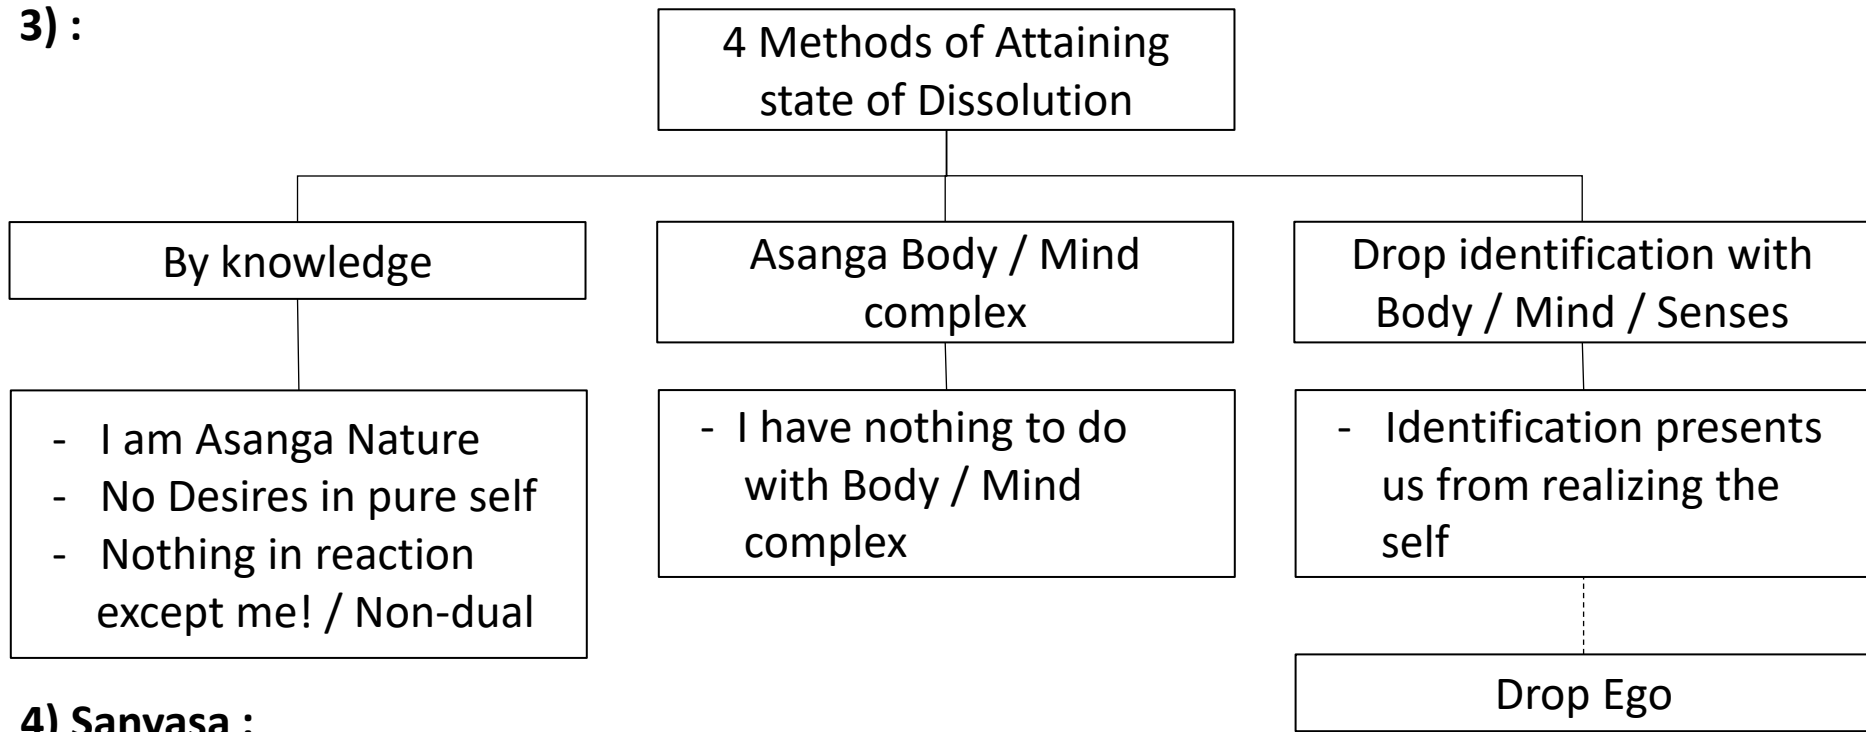 3) :
4 Methods of Attaining
state of Dissolution
By knowledge
Asanga Body / Mind
complex
Drop identification with
Body / Mind / Senses
- I am Asanga Nature
- No Desires in pure self
- Nothing in reaction
except me! / Non-dual
- I have nothing to do
with Body / Mind
complex
- Identification presents
us from realizing the
self
Drop Ego
4) Sanyasa :